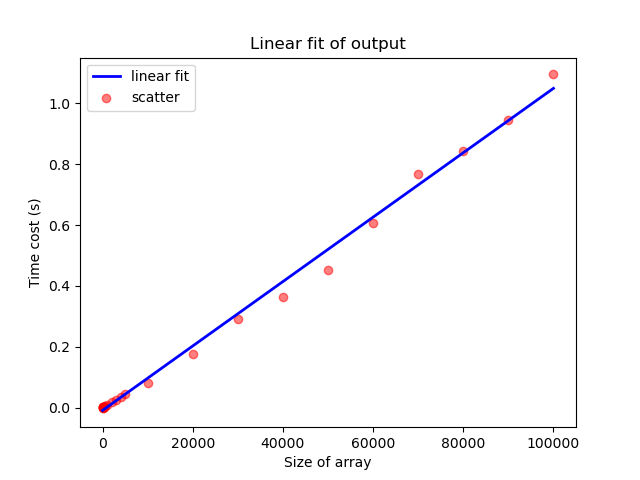 Linear fit of output
linear fit
scatter
1.0
0.8
0.6
0.4
0.2
0.0
Time cost (s)
0 20000 40000 60000 80000 100000
Size of array